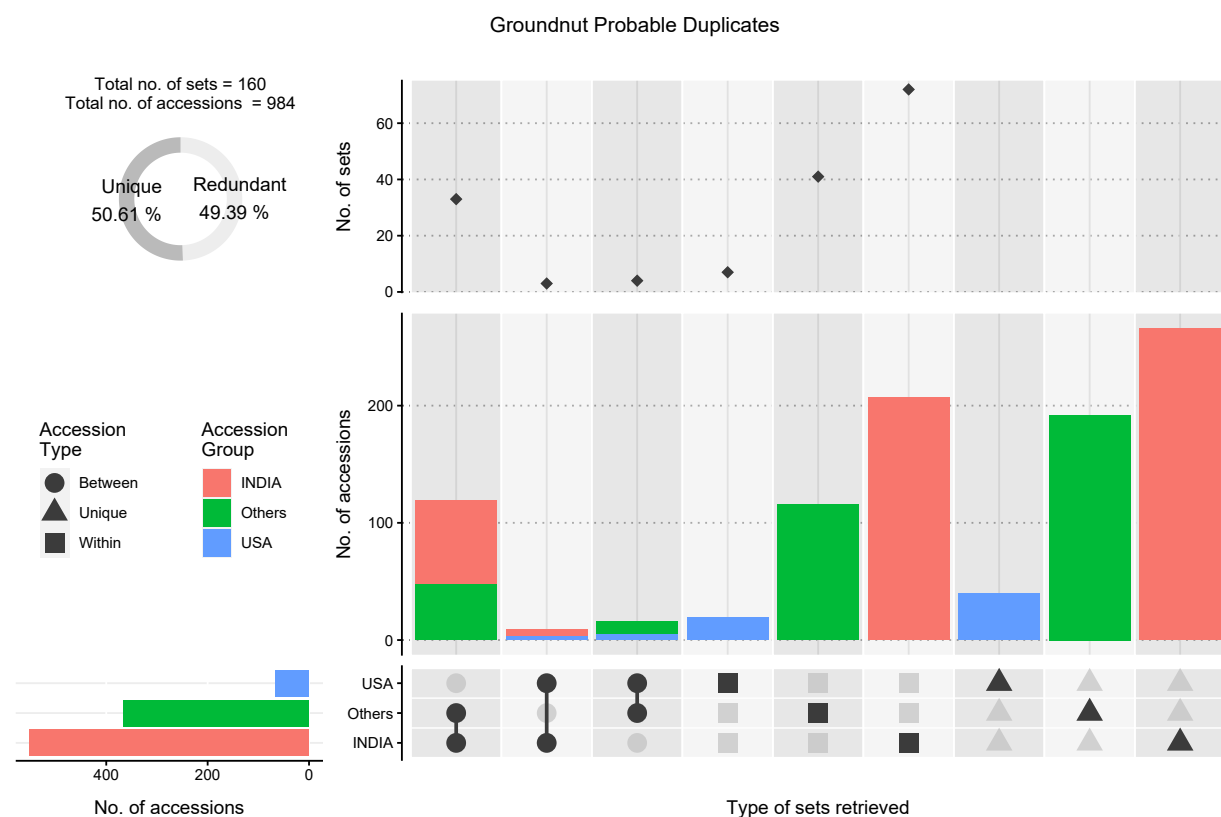 Groundnut Probable Duplicates
Total no. of sets = 160
Total no. of accessions  = 984
Unique
50.61 %
Redundant
49.39 %
No. of sets
60
40
20
0
No. of accessions
200
100
0
Accession
Type
Between
Unique
Within
Accession
Group
INDIA
Others
USA
USA
Others
INDIA
400 200 0
No. of accessions
Type of sets retrieved